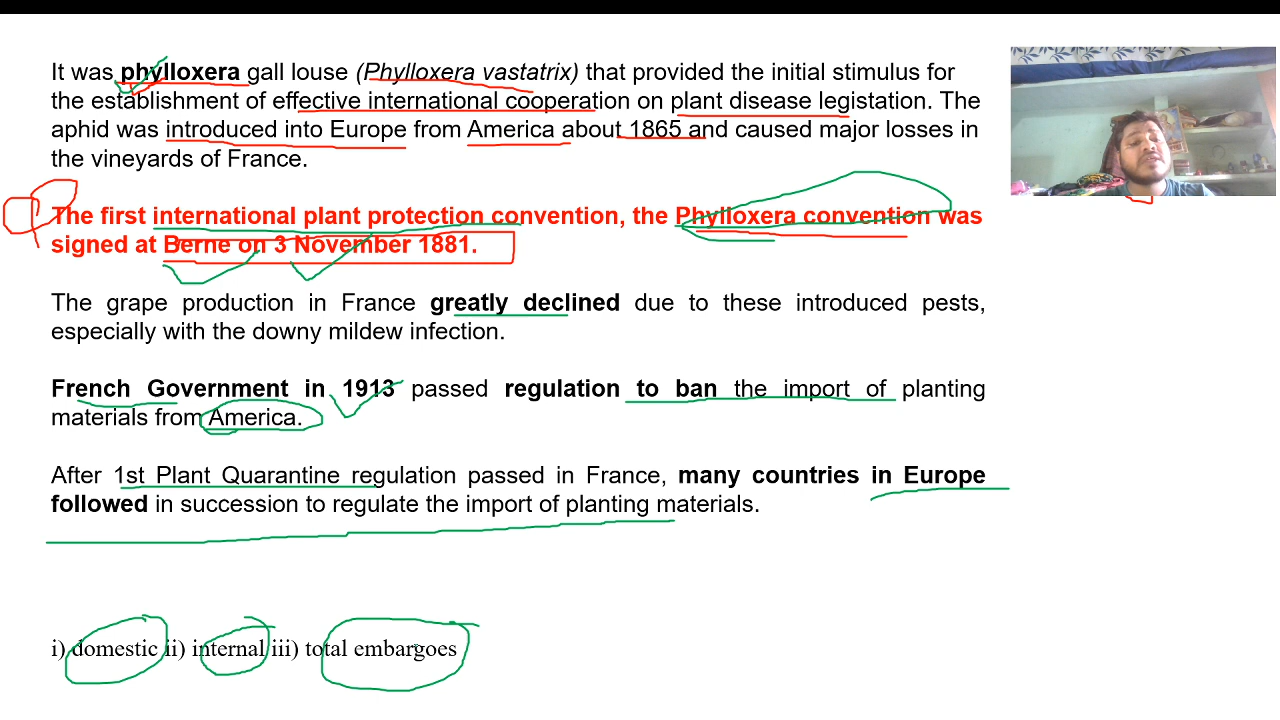 It was phylloxera gall louse (Phylloxera vastatrix) that provided the initial stimulus for
the establishment of effective international cooperation on plant disease legistation. The
aphid was introduced into Europe from America about 1865 and caused major losses in
the vineyards of France.
The first international plant protection convention, the Phylloxera convention was
signed at Berne on 3 November 1881.
The grape production in France greatly declined due to these introduced pests,
especially with the downy mildew infection.
French Government in 1913 passed regulation to ban the import of planting
materials from America.
After 1st Plant Quarantine regulation passed in France, many countries in Europe
followed in succession to regulate the import of planting materials.
i) domestic ii) internal iii) total embargoes